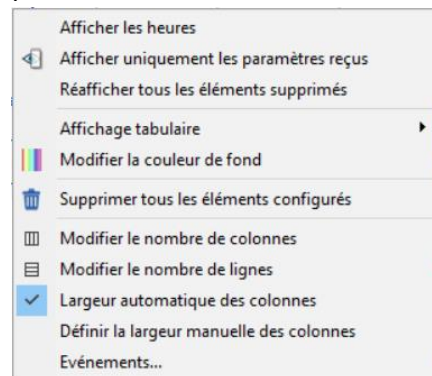 Afficher les heures
Afficher uniquement les paramètres reçus
Réafficher tous les éléments supprimés
Affichage tabulaire
Modifier la couleur de fond
Supprimer tous les éléments configurés
Modifier le nombre de colonnes
Modifier le nombre de lignes
Largeur automatique des colonnes
Définir la largeur manuelle des colonnes
Evénements...